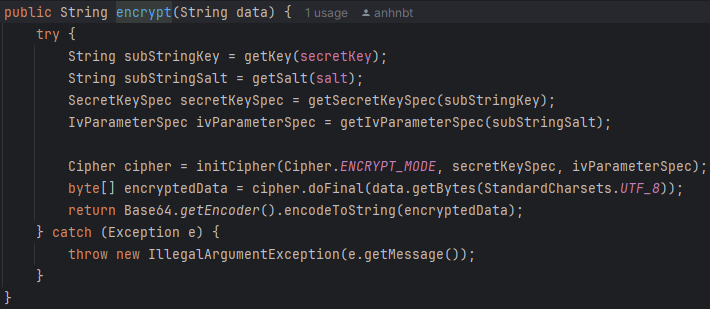 public String encrypt(String data) { 1 usage anhnbt
try {
String subStringKey = getKey(secretKey);
String subStringSalt = getSalt(salt);
SecretKeySpec secretKeySpec = getSecretKeySpec(subStringKey);
IvParameterSpec ivParameterSpec = getIvParameterSpec(subStringSalt);
Cipher cipher = initCipher(Cipher.ENCRYPT_MODE, secretKeySpec, ivParameterSpec);
byte[] encryptedData = cipher.doFinal(data.getBytes(StandardCharsets.UTF_8));
return Base64.getEncoder().encodeToString(encryptedData);
} catch (Exception e) {
throw new IllegalArgumentException(e.getMessage());
}
}